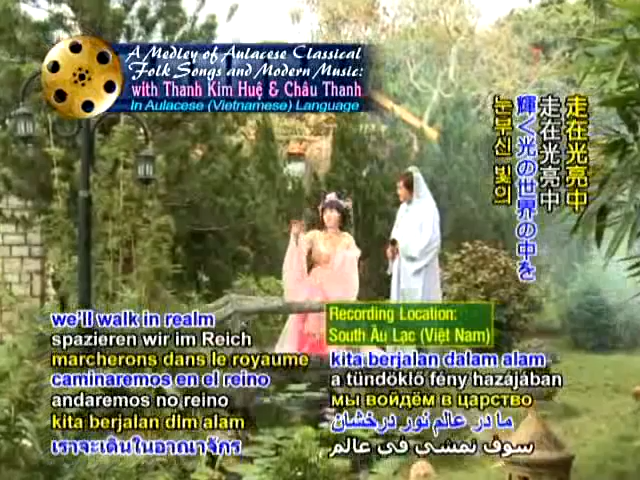 A Medley of Aulacese Classical
Folk Songs and Modern Music:
with Thanh Kim Huệ & Châu Thanh
In Aulacese (Vietnamese) Language
走在光亮中
走在光亮中
輝く光の世界の中を
눈부신 빛의
we'll walk in realm
spazieren wir im Reich
marcherons dans le royaume
caminaremos en el reino
andaremos no reino
kita berjalan dlm alam
เราจะเดินในอาณาจักร
Recording Location:
South Âu Lạc (Việt Nam)
kita berjalan dalam alam
a tündöklő fény hazájában
мы войдём в царство
ما در عالم نور درخشان
سوف نمشي في عالم